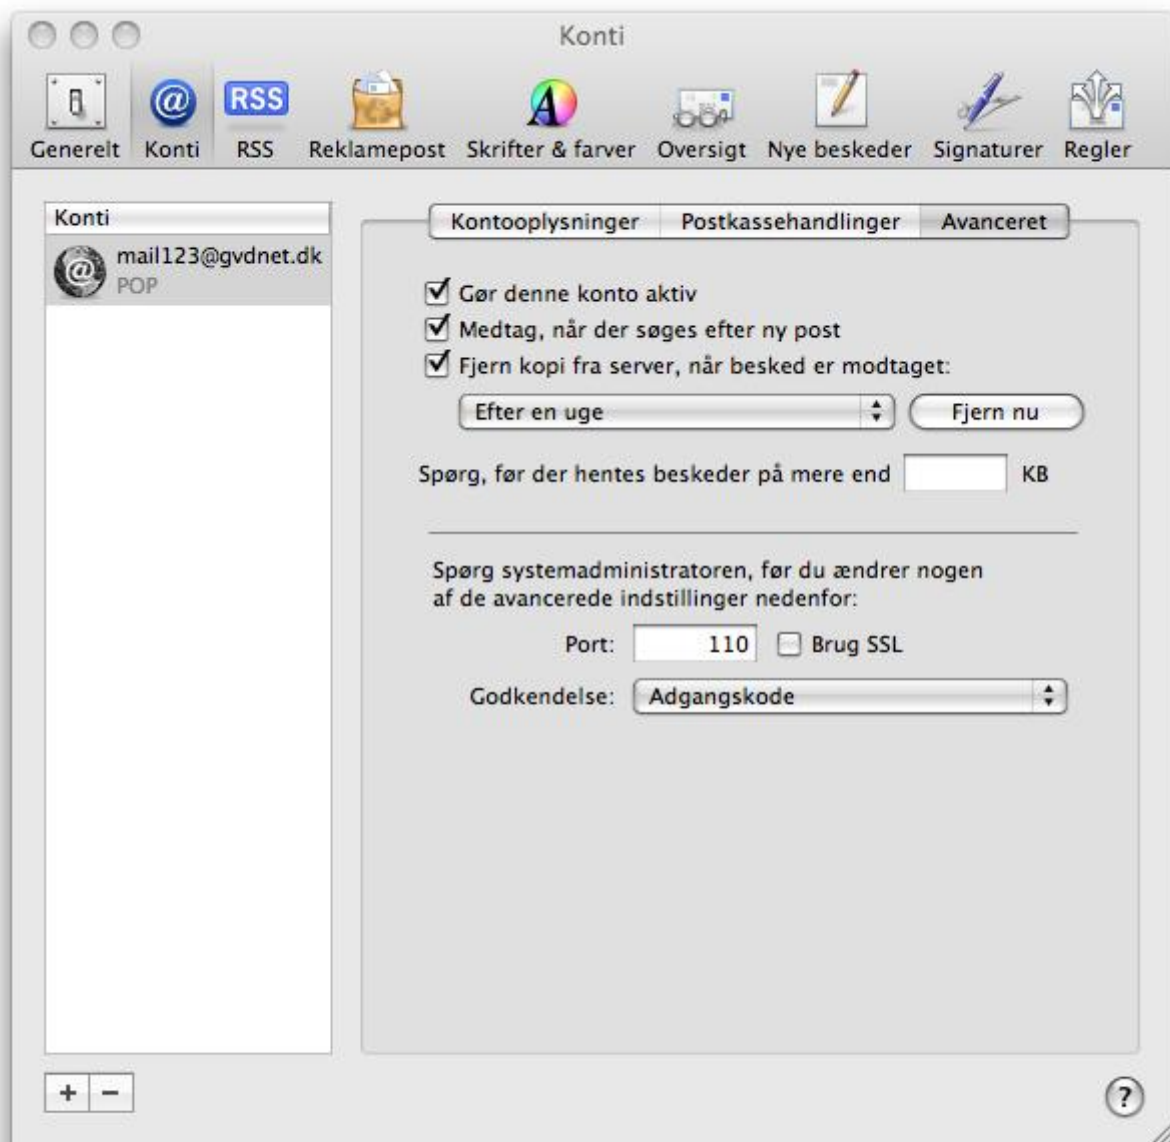 Konti
RSS
Generelt Konti RSS Reklamepost Skrifter & farver Oversigt Nye beskeder Signaturer Regler
Konti
mail123@gvdnet.dk
POP
Kontooplysninger Postkassehandlinger Avanceret
Gør denne konto aktiv
Medtag, når der søges efter ny post
Fjern kopi fra server, når besked er modtaget:
Efter en uge Fjern nu
Spørg, før der hentes beskeder på mere end KB
Spørg systemadministratoren, før du ændrer nogen
af de avancerede indstillinger nedenfor:
Port: 110 Brug SSL
Godkendelse: Adgangskode
+ − ?